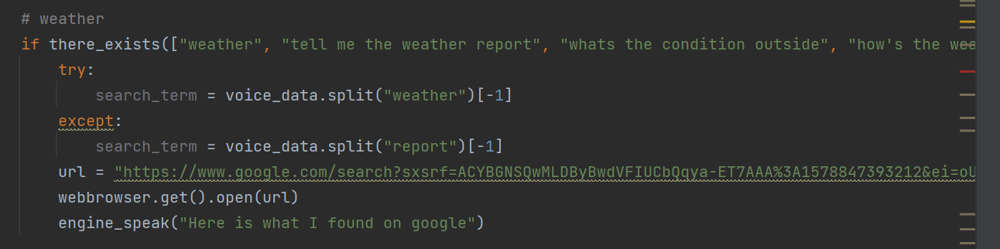 # weather
if there_exists(["weather", "tell me the weather report", "whats the condition outside", "how's the
try:
search_term = voice_data.split("weather")[-1]
except:
search_term = voice_data.split("report")[-1]
url = "https://www.google.com/search?sxsrf=ACYBGNSQwMLDByBwdVFIUCbQqya-ET7AAA%3A1578847393212&ei=oU
webbrowser.get().open(url)
engine_speak("Here is what I found on google")